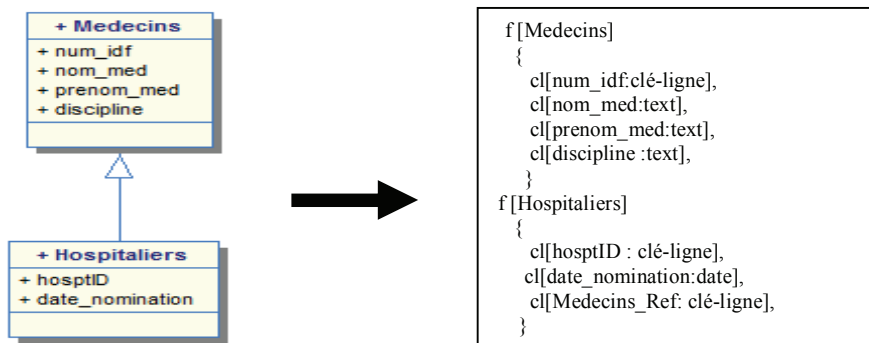 + Medecins
+ num_idf
+ nom_med
+ prenom_med
+ discipline
+ Hospitaliers
+ hosptID
+ date_nomination
f [Medecins]
{
cl[num_idf:clé-ligne],
cl[nom_med:text],
cl[prenom_med:text],
cl[discipline :text],
}
f [Hospitaliers]
{
cl[hosptID : clé-ligne],
cl[date_nomination:date],
cl[Medecins_Ref: clé-ligne],
}